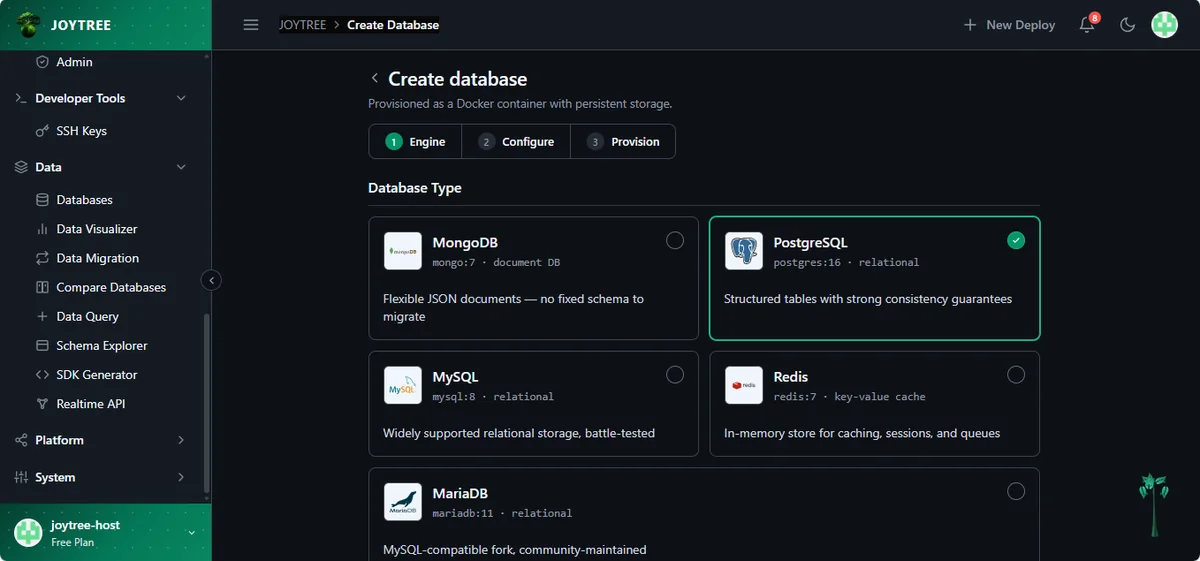 JOYTREE
JOYTREE > Create Database
New Deploy
8
Admin
Developer Tools
SSH Keys
Data
Databases
Data Visualizer
Data Migration
Compare Databases
Data Query
Schema Explorer
SDK Generator
Realtime API
Platform
System
joytree-host
Free Plan
Create database
Provisioned as a Docker container with persistent storage.
1 Engine
2 Configure
3 Provision
Database Type
mongoDB
MongoDB
mongo:7 · document DB
Flexible JSON documents — no fixed schema to
migrate
PostgreSQL
postgres:16 · relational
Structured tables with strong consistency guarantees
MySQL
MySQL
mysql:8 · relational
Widely supported relational storage, battle-tested
redis
Redis
redis:7 · key-value cache
In-memory store for caching, sessions, and queues
MariaDB
MariaDB
mariadb:11 · relational
MySQL-compatible fork, community-maintained